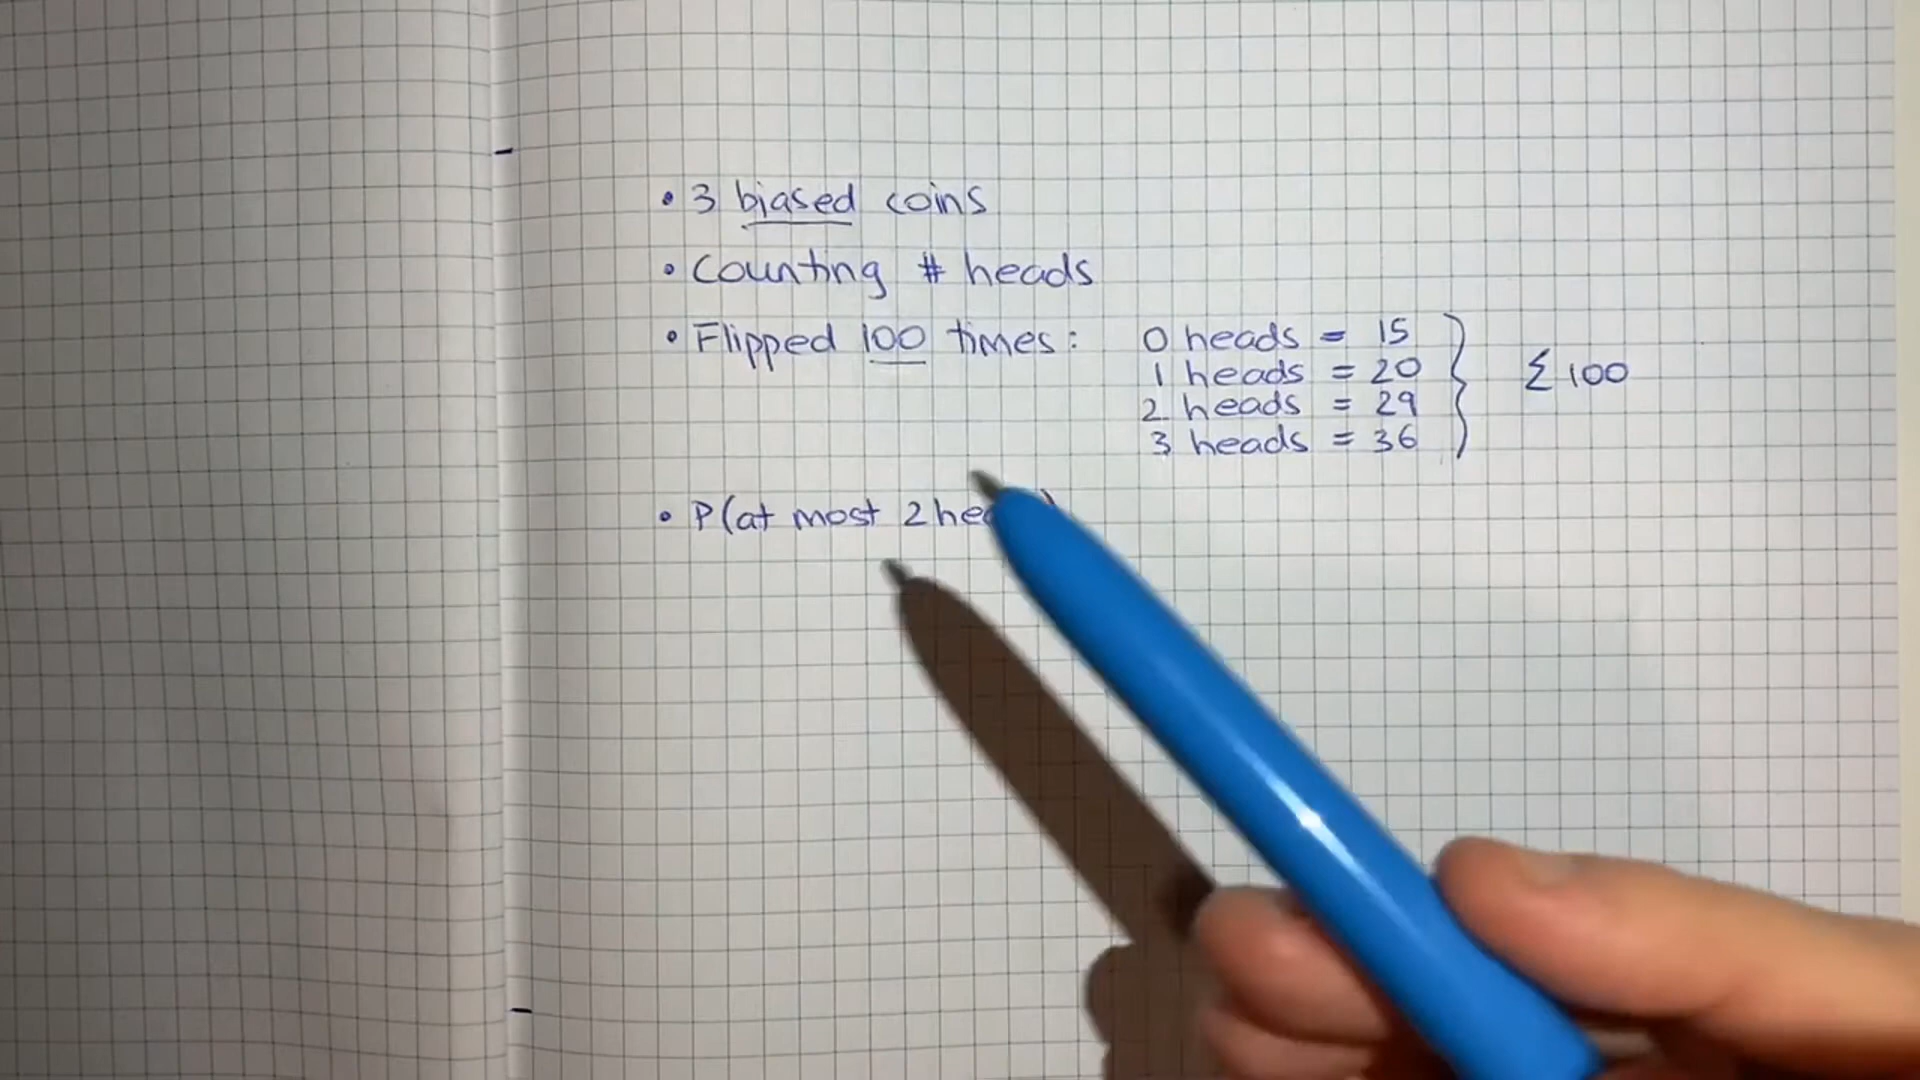 • 3 biased coins
• Counting # heads
• Flipped 100 times: 0 heads = 15
1 heads = 20
2 heads = 29
3 heads = 36
Σ 100
• P(at most 2